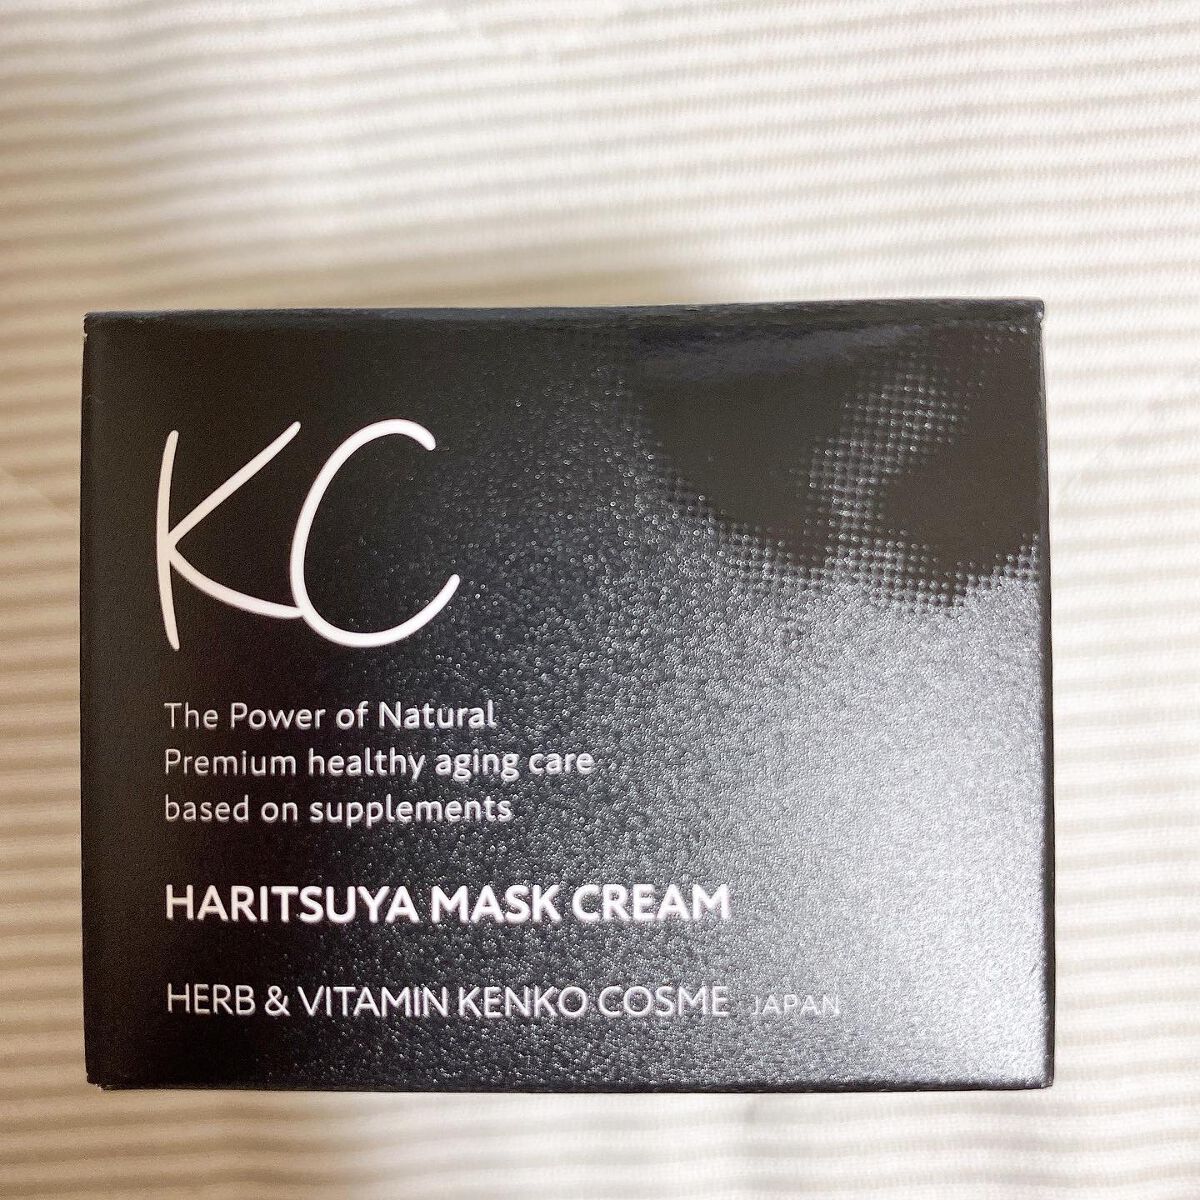 KC
The Power of Natural
Premium healthy aging care
based on supplements
HARITSUYA MASK CREAM
HERB & VITAMIN KENKO COSME JAPAN